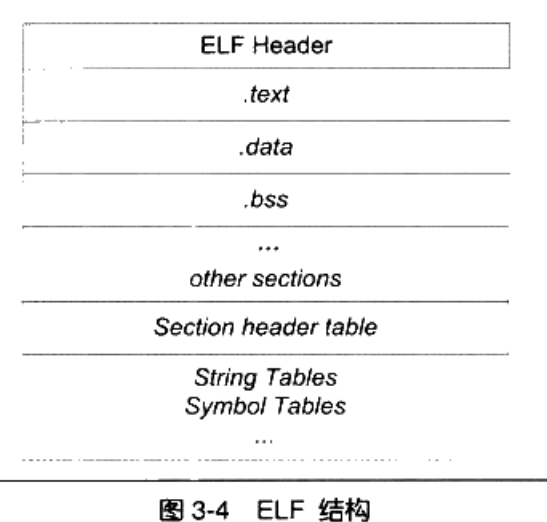 ELF Header
.text
.data
.bss
...
other sections
Section header table
String Tables
Symbol Tables
...
图 3-4 ELF 结构